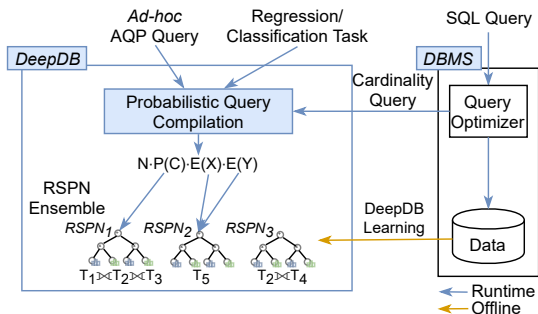 Ad-hoc
AQP Query
Regression/
Classification Task
SQL Query
DeepDB
DBMS
Cardinality
Query
Probabilistic Query
Compilation
Query
Optimizer
N·P(C)·E(X)·E(Y)
RSPN
Ensemble
RSPN1
RSPN2
RSPN3
DeepDB
Learning
Data
T1⋈T2⋈T3
T5
T2⋈T4
Runtime
Offline